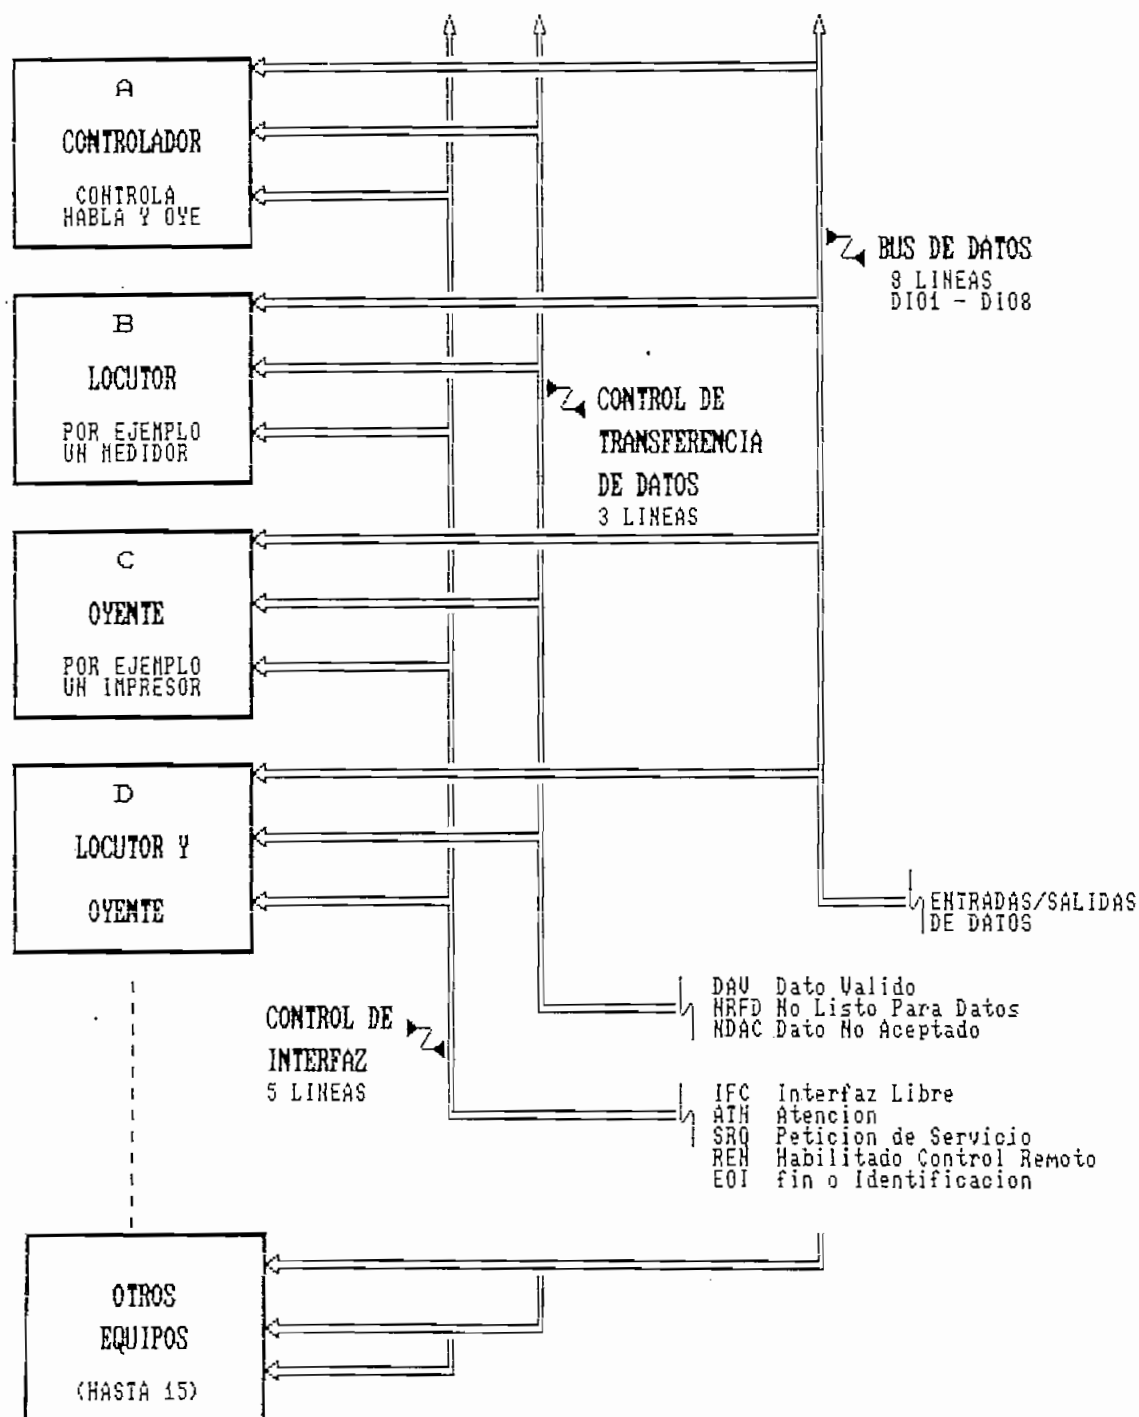 A
CONTROLADOR
CONTROLA
HABLA Y OYE
B
LOCUTOR
POR EJEMPLO
UN MEDIDOR
C
OYENTE
POR EJEMPLO
UN IMPRESOR
D
LOCUTOR Y
OYENTE
BUS DE DATOS
8 LINEAS
DIO1 - DIO8
CONTROL DE
TRANSFERENCIA
DE DATOS
3 LINEAS
ENTRADAS/SALIDAS
DE DATOS
DAV Dato Valido
NRFD No Listo Para Datos
NDAC Dato No Aceptado
CONTROL DE
INTERFAZ
5 LINEAS
IFC Interfaz Libre
ATN Atencion
SRQ Peticion de Servicio
REN Habilitado Control Remoto
EOI fin o Identificacion
OTROS
EQUIPOS
(HASTA 15)